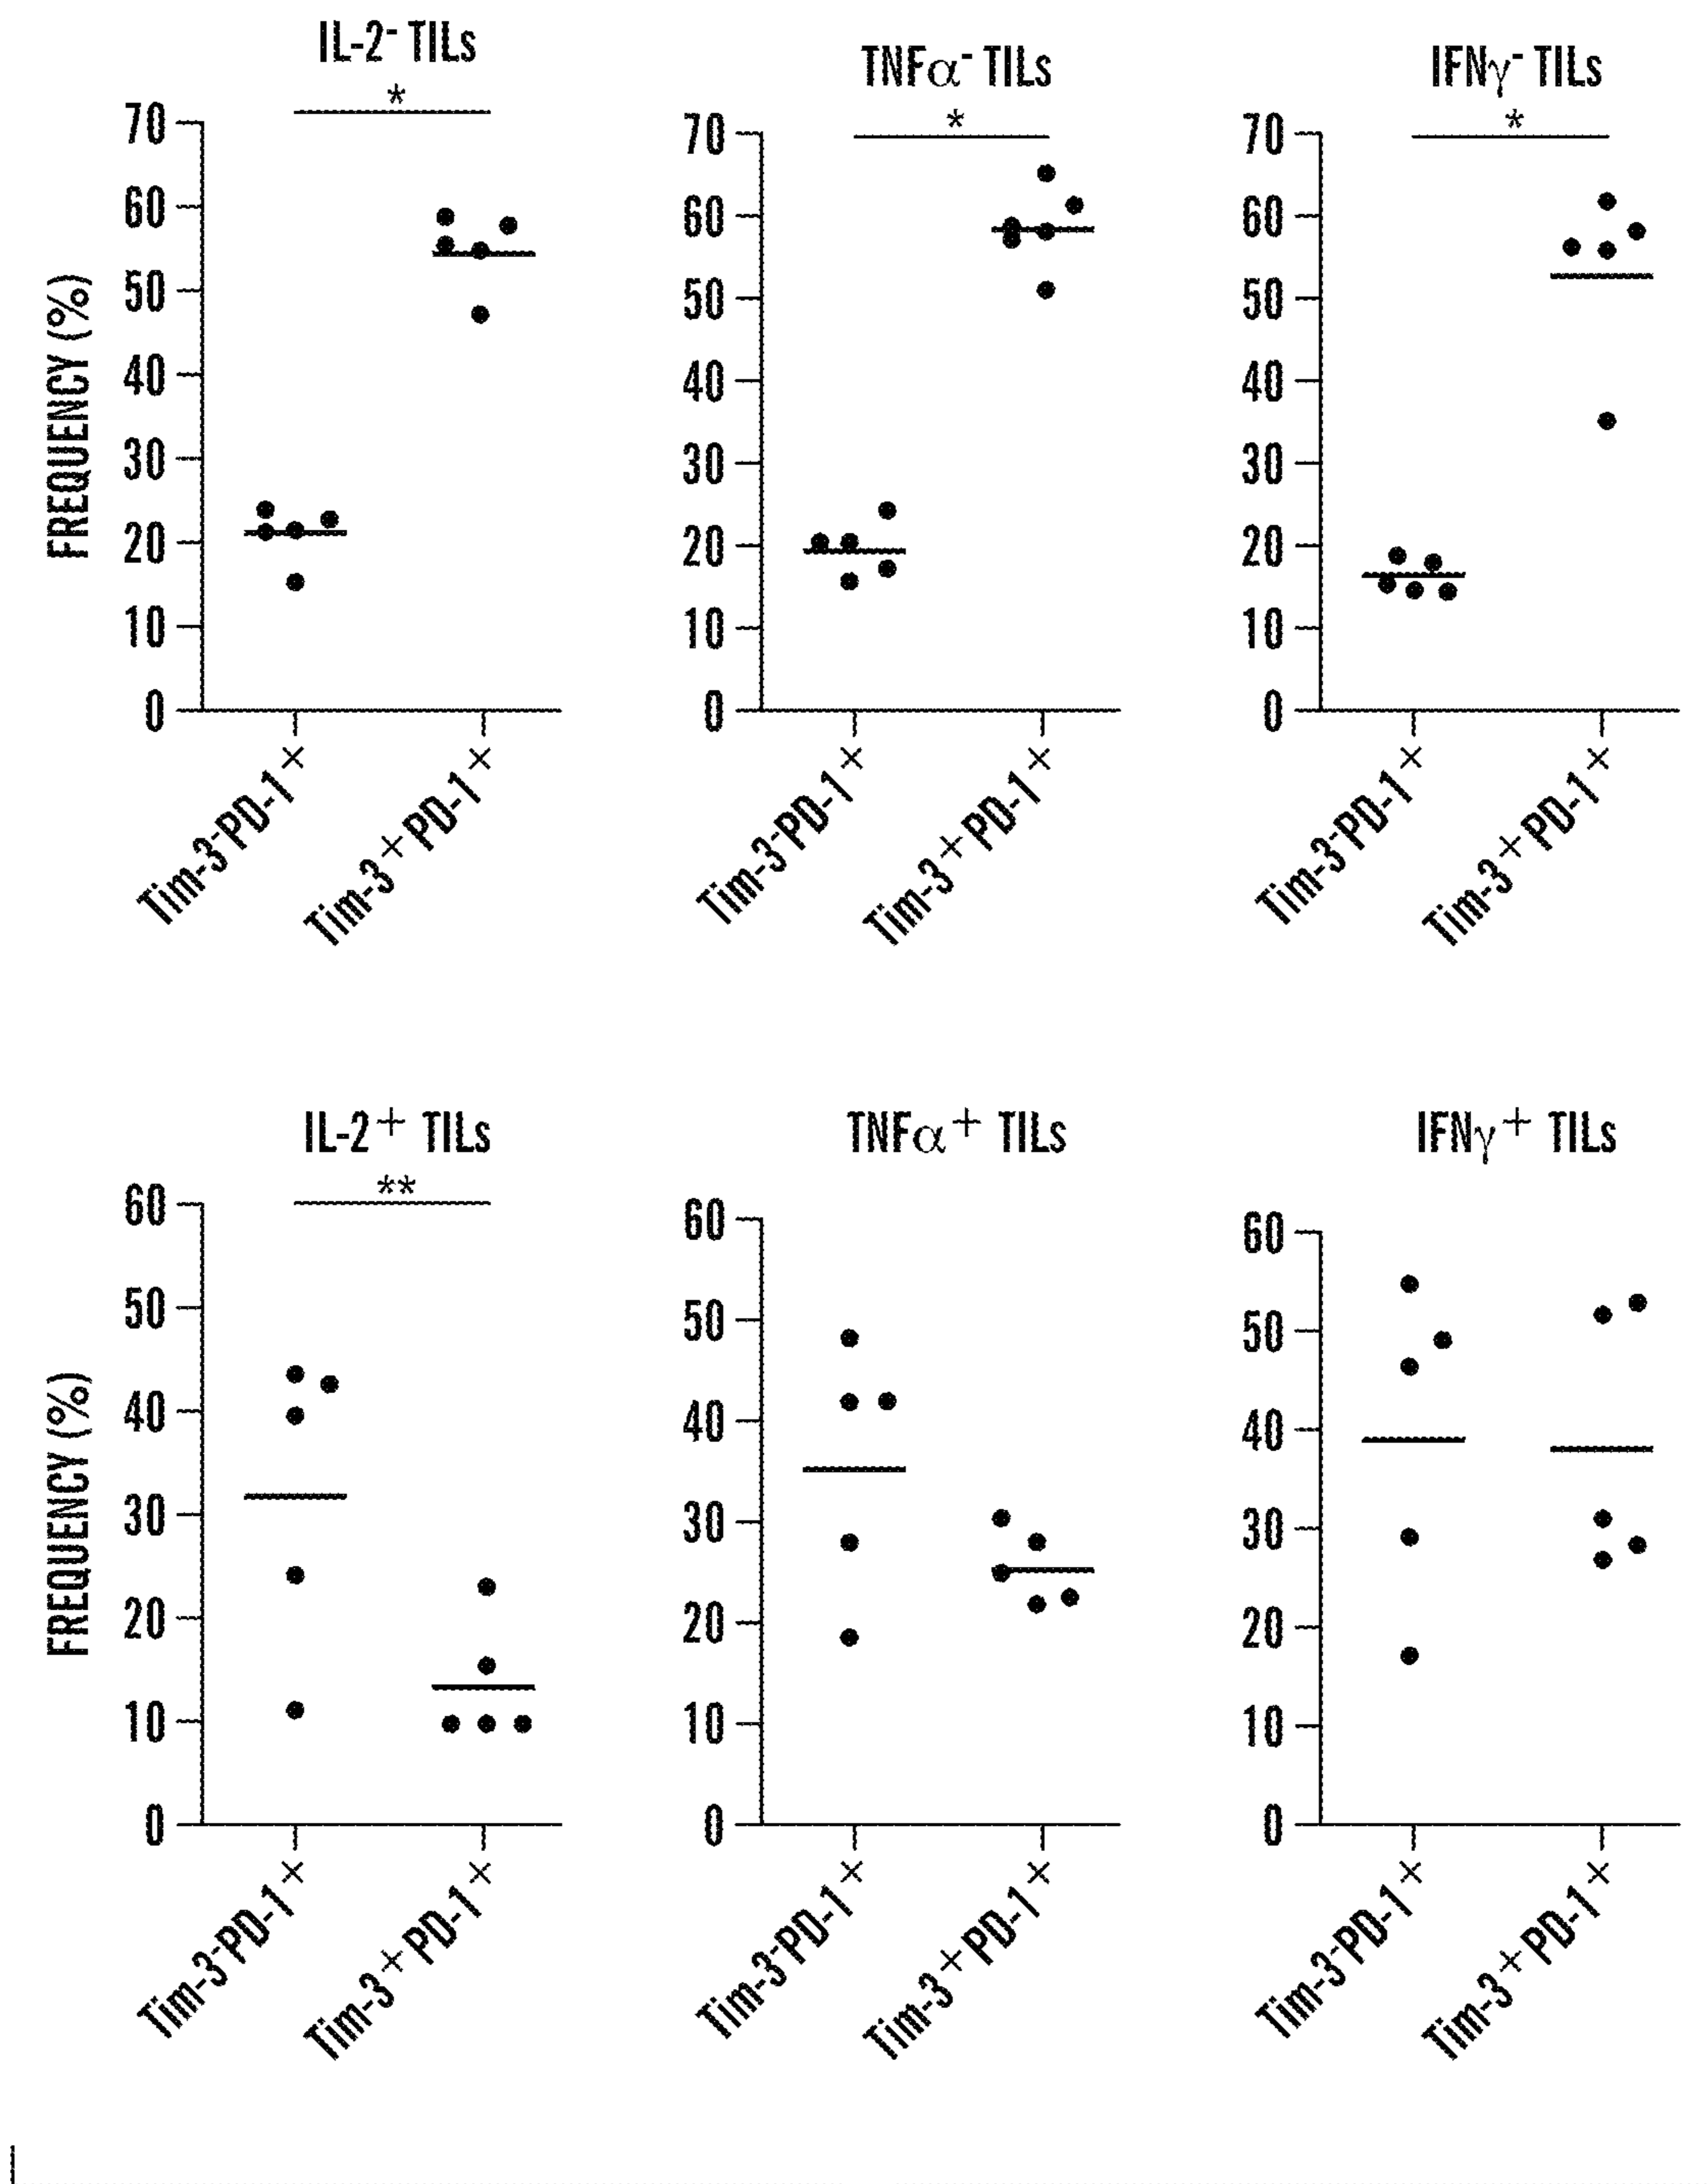 IL-2⁻ TILs
*
FREQUENCY (%)
70
60
50
40
30
20
10
0
Tim-3⁻PD-1⁺
Tim-3⁺PD-1⁺
TNFα⁻ TILs
*
70
60
50
40
30
20
10
0
Tim-3⁻PD-1⁺
Tim-3⁺PD-1⁺
IFNγ⁻ TILs
*
70
60
50
40
30
20
10
0
Tim-3⁻PD-1⁺
Tim-3⁺PD-1⁺
IL-2⁺ TILs
**
FREQUENCY (%)
60
50
40
30
20
10
0
Tim-3⁻PD-1⁺
Tim-3⁺PD-1⁺
TNFα⁺ TILs
60
50
40
30
20
10
0
Tim-3⁻PD-1⁺
Tim-3⁺PD-1⁺
IFNγ⁺ TILs
60
50
40
30
20
10
0
Tim-3⁻PD-1⁺
Tim-3⁺PD-1⁺